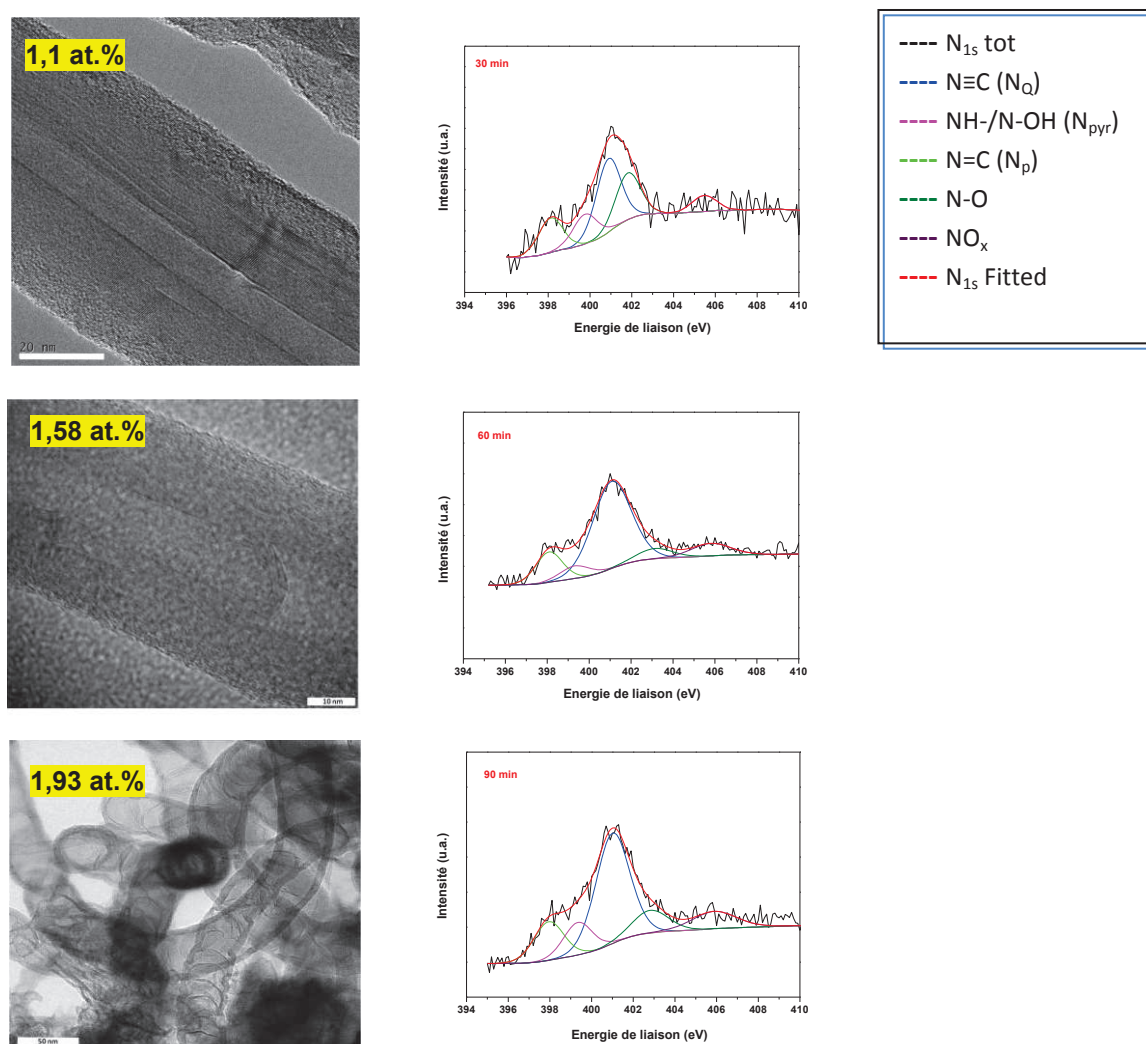 1,1 at.%
20 nm
30 min
Intensité (u.a.)
394 396 398 400 402 404 406 408 410
Energie de liaison (eV)
N1s tot
N≡C (NQ)
NH-/N-OH (Npyr)
N=C (Np)
N-O
NOx
N1s Fitted
1,58 at.%
10 nm
60 min
Intensité (u.a.)
394 396 398 400 402 404 406 408 410
Energie de liaison (eV)
1,93 at.%
50 nm
90 min
Intensité (u.a.)
394 396 398 400 402 404 406 408 410
Energie de liaison (eV)